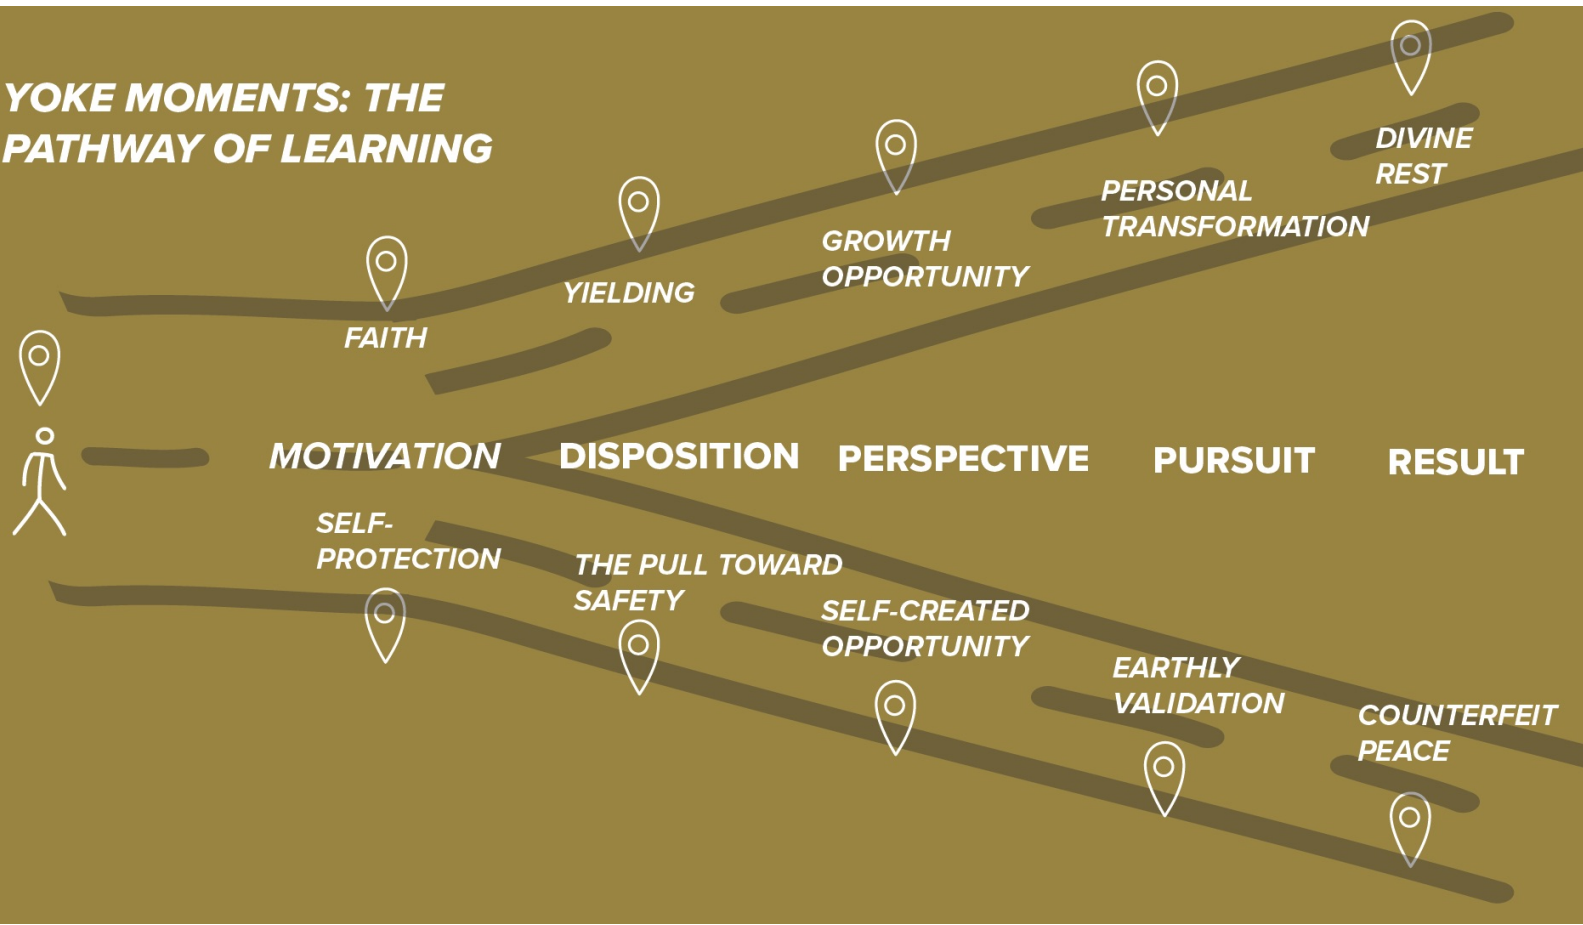 YOKE MOMENTS: THE
PATHWAY OF LEARNING
FAITH
YIELDING
GROWTH
OPPORTUNITY
PERSONAL
TRANSFORMATION
DIVINE
REST
MOTIVATION
DISPOSITION
PERSPECTIVE
PURSUIT
RESULT
SELF-
PROTECTION
THE PULL TOWARD
SAFETY
SELF-CREATED
OPPORTUNITY
EARTHLY
VALIDATION
COUNTERFEIT
PEACE